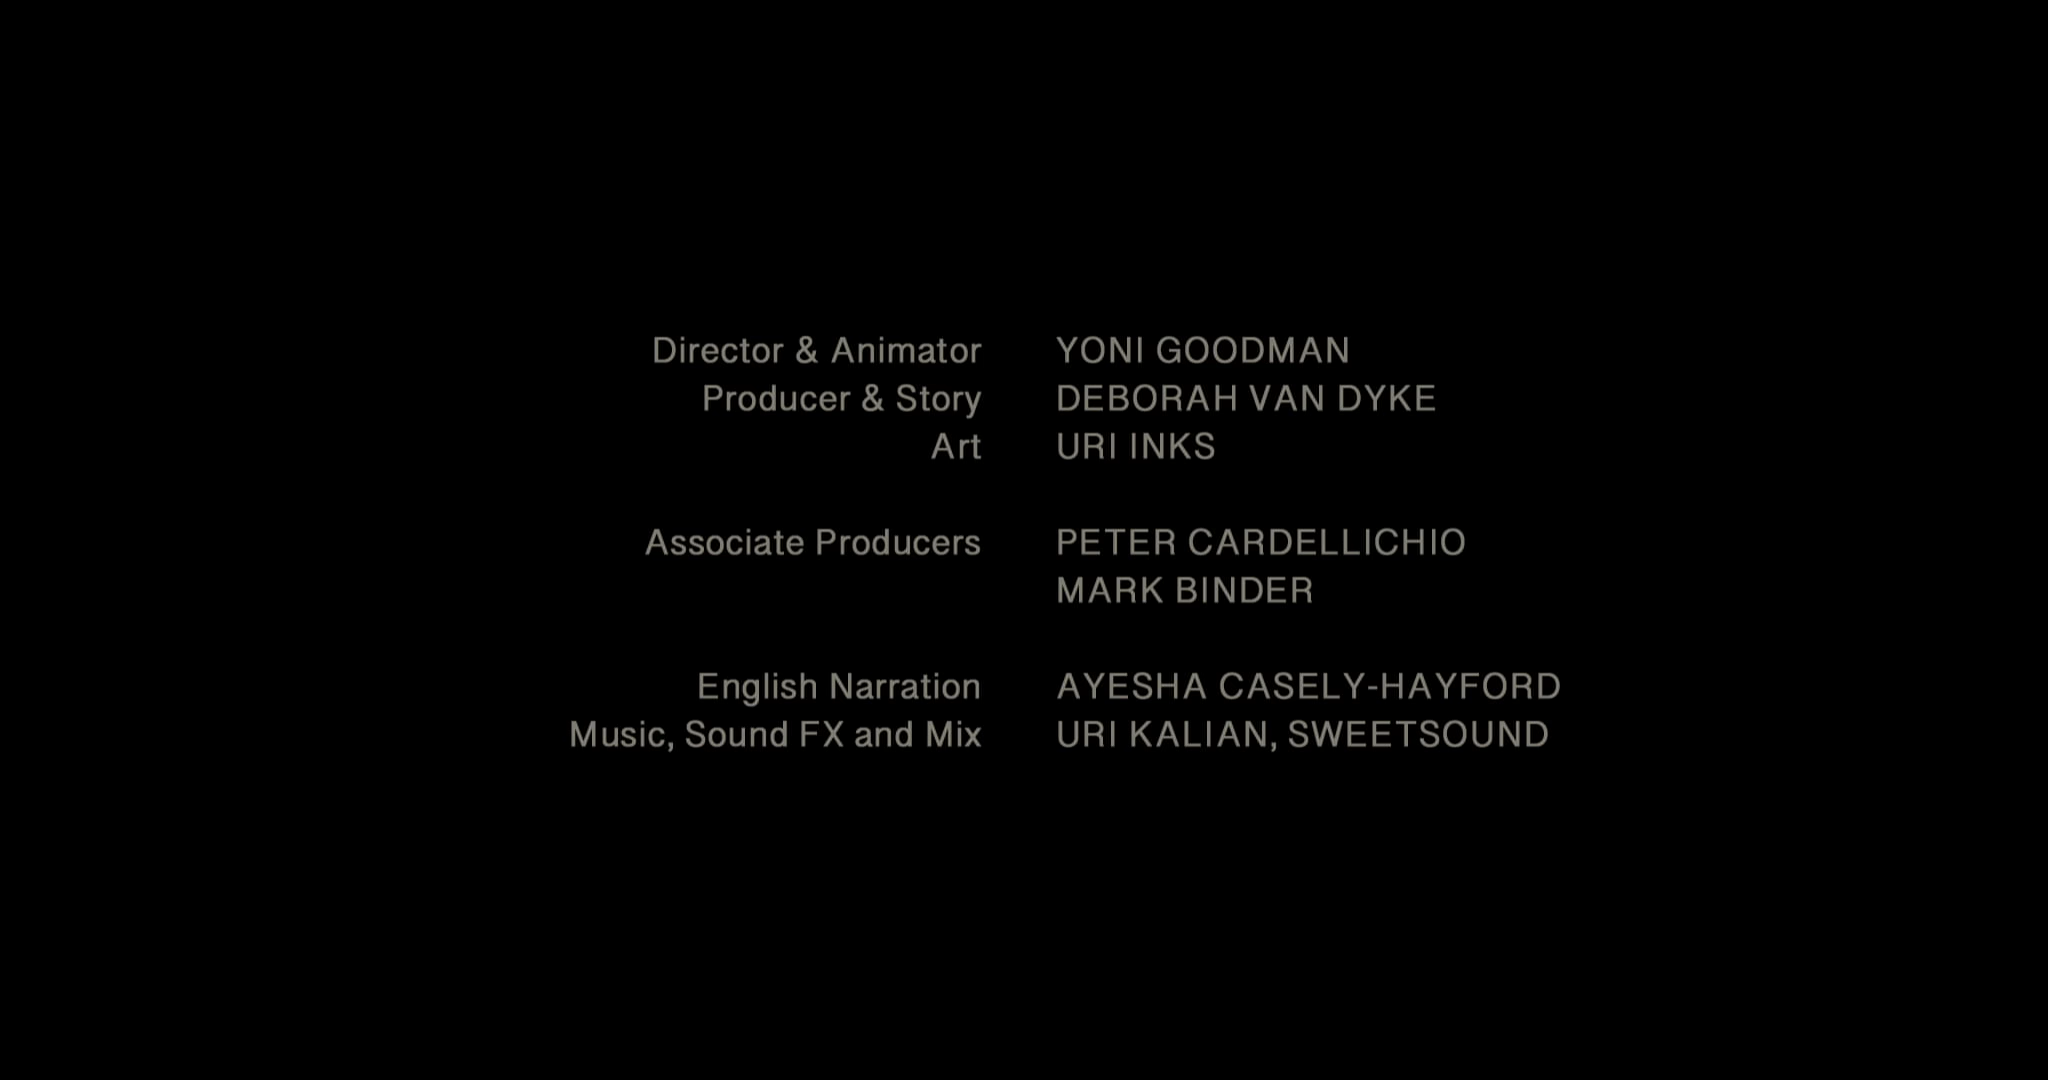 Director & Animator YONI GOODMAN
Producer & Story DEBORAH VAN DYKE
Art URI INKS
Associate Producers PETER CARDELLICHIO
MARK BINDER
English Narration AYESHA CASELY-HAYFORD
Music, Sound FX and Mix URI KALIAN, SWEETSOUND